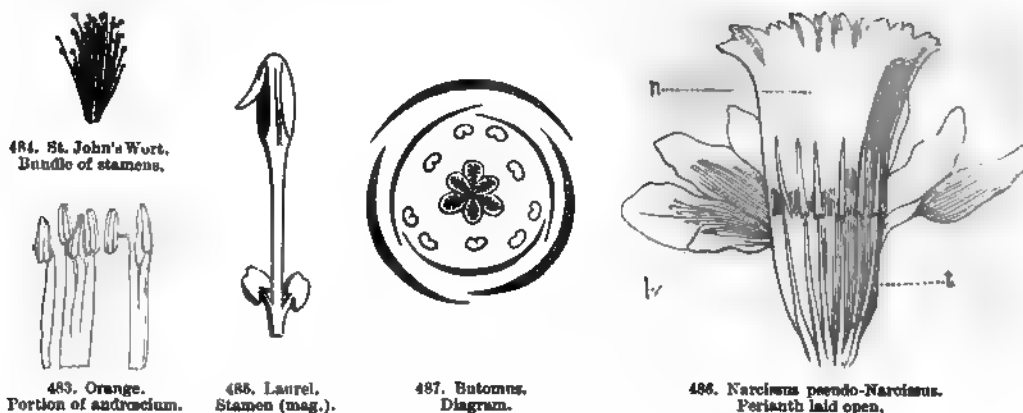 484. St. John's Wort.
Bundle of stamens.
n
t
483. Orange.
Portion of androecium.
485. Laurel.
Stamen (mag.).
487. Butomus.
Diagram.
486. Narcissus pseudo-Narcissus.
Perianth laid open.